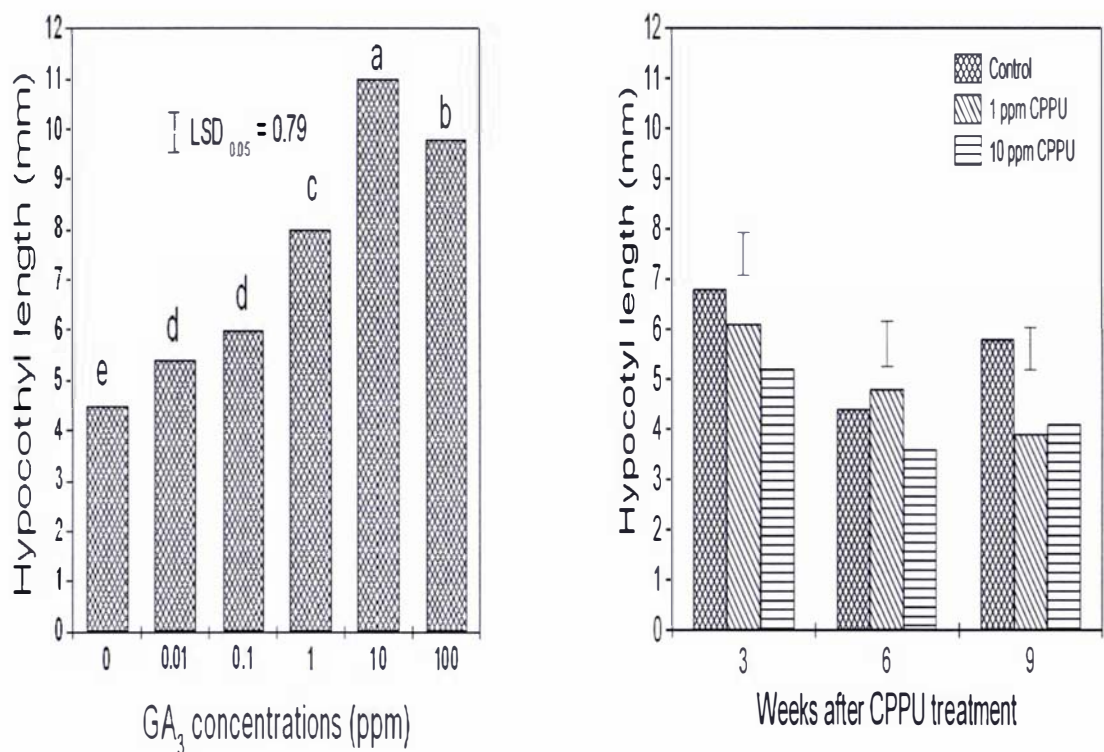 Hypocothyl length (mm)
12
11
10
9
8
7
6
5
4
3
2
1
0
LSD 0.05 = 0.79
e
d
d
c
a
b
0 0.01 0.1 1 10 100
GA3 concentrations (ppm)
Hypocotyl length (mm)
12
11
10
9
8
7
6
5
4
3
2
1
0
Control
1 ppm CPPU
10 ppm CPPU
3 6 9
Weeks after CPPU treatment